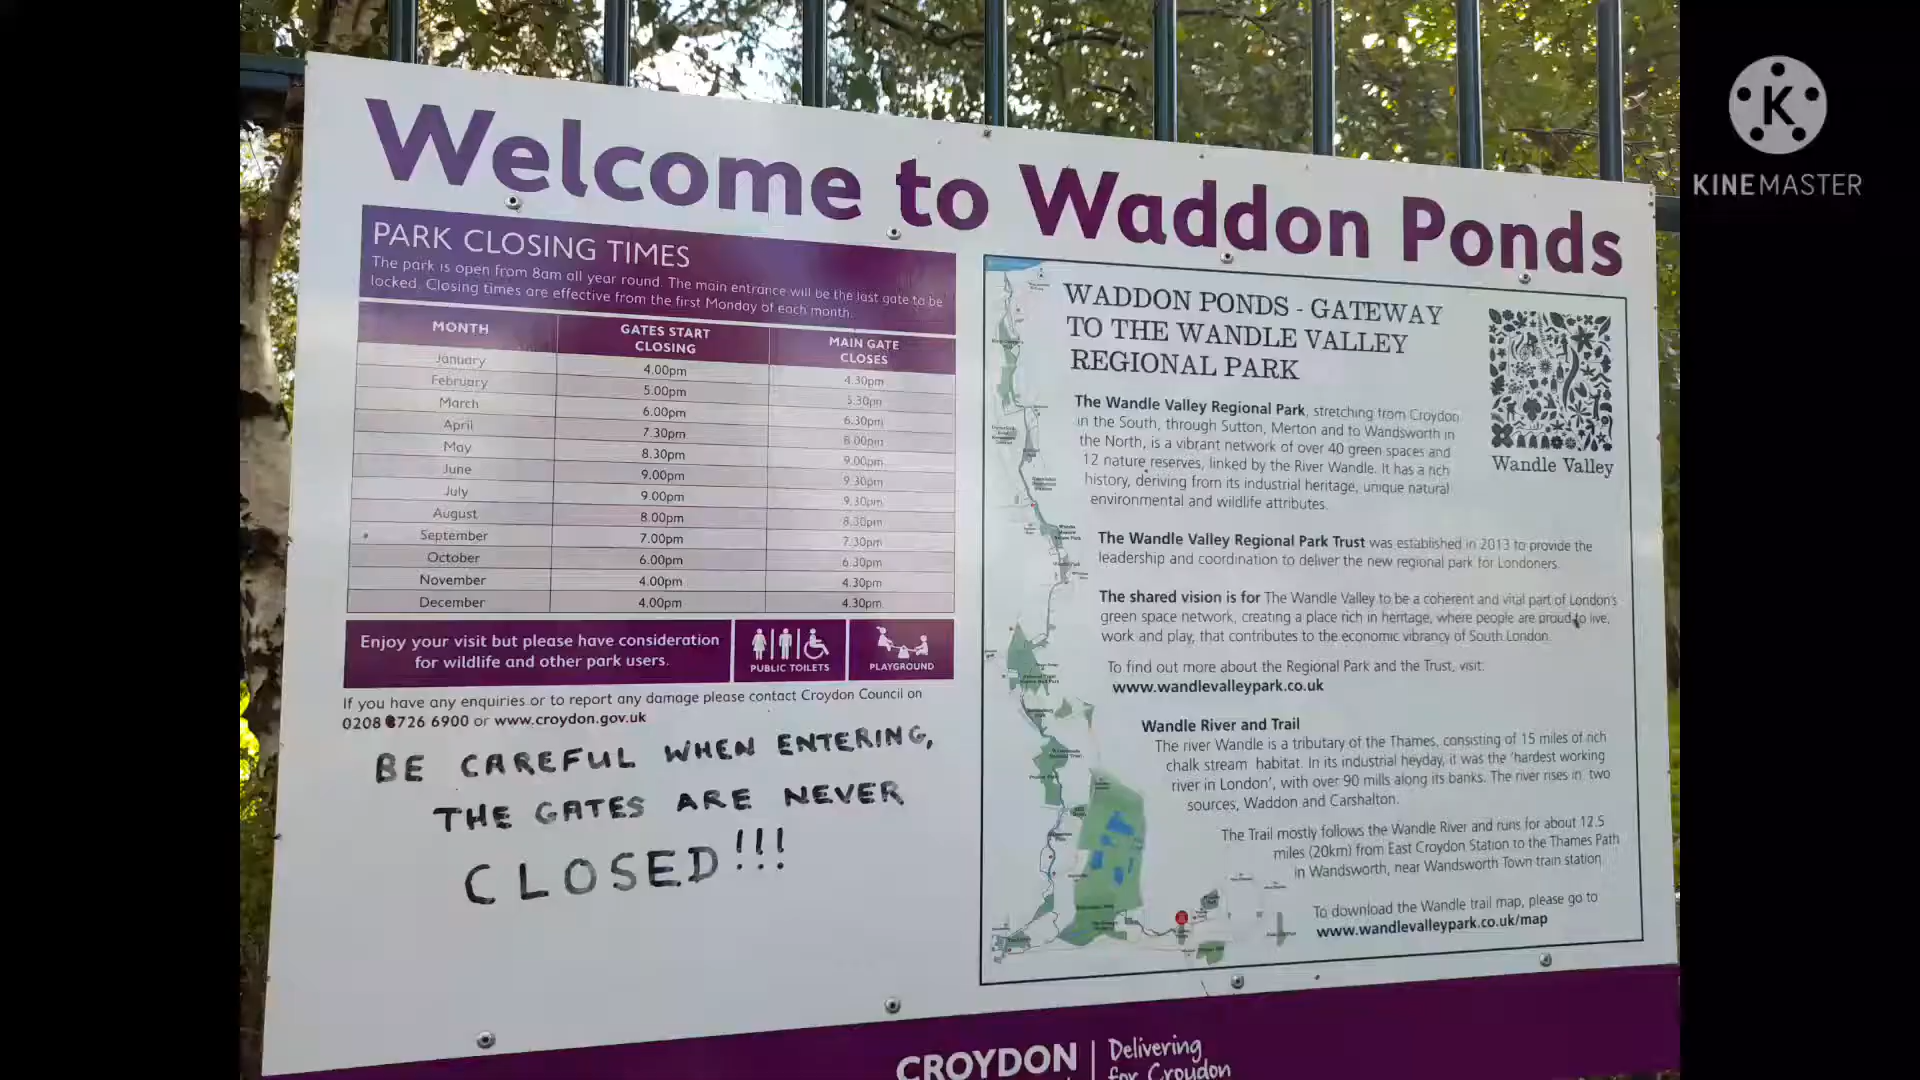 Welcome to Waddon Ponds
PARK CLOSING TIMES
The park is open from 8am all year round. The main entrance will be the last gate to be
locked. Closing times are effective from the first Monday of each month.
MONTH GATES START CLOSING MAIN GATE CLOSES
January 4.00pm 4.30pm
February 5.00pm 5.30pm
March 6.00pm 6.30pm
April 7.30pm 8.00pm
May 8.30pm 9.00pm
June 9.00pm 9.30pm
July 9.00pm 9.30pm
August 8.00pm 8.30pm
September 7.00pm 7.30pm
October 6.00pm 6.30pm
November 4.00pm 4.30pm
December 4.00pm 4.30pm
Enjoy your visit but please have consideration
for wildlife and other park users.
PUBLIC TOILETS
PLAYGROUND
If you have any enquiries or to report any damage please contact Croydon Council on
0208 726 6900 or www.croydon.gov.uk
BE CAREFUL WHEN ENTERING,
THE GATES ARE NEVER
CLOSED!!!
WADDON PONDS - GATEWAY
TO THE WANDLE VALLEY
REGIONAL PARK
Wandle Valley
The Wandle Valley Regional Park, stretching from Croydon
in the South, through Sutton, Merton and to Wandsworth in
the North, is a vibrant network of over 40 green spaces and
12 nature reserves, linked by the River Wandle. It has a rich
history, deriving from its industrial heritage, unique natural
environmental and wildlife attributes.
The Wandle Valley Regional Park Trust was established in 2013 to provide the
leadership and coordination to deliver the new regional park for Londoners.
The shared vision is for The Wandle Valley to be a coherent and vital part of London's
green space network, creating a place rich in heritage, where people are proud to live,
work and play, that contributes to the economic vibrancy of South London.
To find out more about the Regional Park and the Trust, visit:
www.wandlevalleypark.co.uk
Wandle River and Trail
The river Wandle is a tributary of the Thames, consisting of 15 miles of rich
chalk stream habitat. In its industrial heyday, it was the 'hardest working
river in London', with over 90 mills along its banks. The river rises in two
sources, Waddon and Carshalton.
The Trail mostly follows the Wandle River and runs for about 12.5
miles (20km) from East Croydon Station to the Thames Path
in Wandsworth, near Wandsworth Town train station
To download the Wandle trail map, please go to
www.wandlevalleypark.co.uk/map
CROYDON
Delivering
for Croydon
K
KINEMASTER